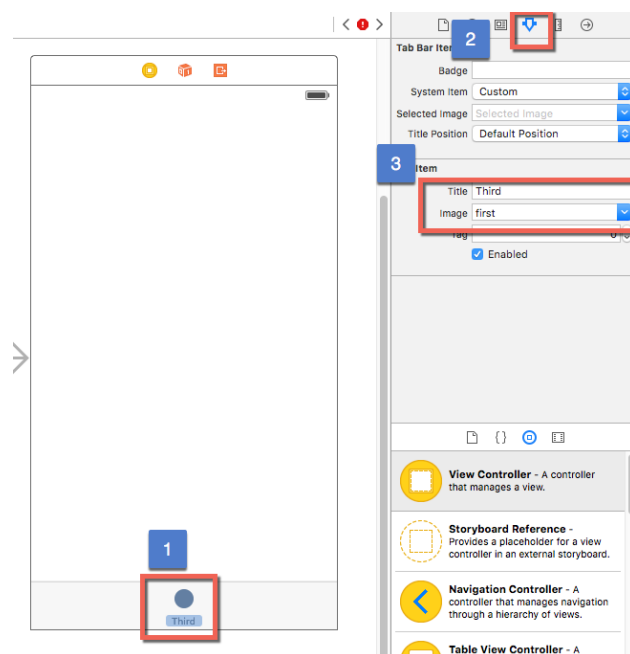 2
Tab Bar Ite
Badge
System Item Custom
Selected Image Selected Image
Title Position Default Position
3
Item
Title Third
Image first
Tag 0
Enabled
{}
View Controller - A controller
that manages a view.
Storyboard Reference -
Provides a placeholder for a view
controller in an external storyboard.
Navigation Controller - A
controller that manages navigation
through a hierarchy of views.
Table View Controller - A
1
Third